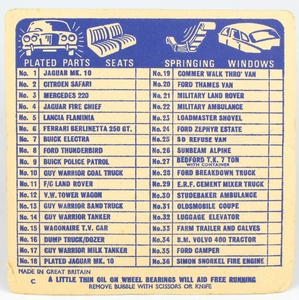 PLATED PARTS SEATS SPRINGING WINDOWS
No. 1 JAGUAR MK. 10
No. 2 CITROEN SAFARI
No. 3 MERCEDES 220
No. 4 JAGUAR FIRE CHIEF
No. 5 LANCIA FLAMINIA
No. 6 FERRARI BERLINETTA 250 GT.
No. 7 BUICK ELECTRA
No. 8 FORD THUNDERBIRD
No. 9 BUICK POLICE PATROL
No. 10 GUY WARRIOR COAL TRUCK
No. 11 F/C LAND ROVER
No. 12 V.W. TOWER WAGON
No. 13 GUY WARRIOR SAND TRUCK
No. 14 GUY WARRIOR TANKER
No. 15 WAGONAIRE T.V. CAR
No. 16 DUMP TRUCK/DOZER
No. 17 GUY WARRIOR MILK TANKER
No. 18 PLATED JAGUAR MK. 10
No. 19 COMMER WALK THRO' VAN
No. 20 FORD THAMES VAN
No. 21 MILITARY LAND ROVER
No. 22 MILITARY AMBULANCE
No. 23 LOADMASTER SHOVEL
No. 24 FORD ZEPHYR ESTATE
No. 25 SD REFUSE VAN
No. 26 SUNBEAM ALPINE
No. 27 BEDFORD T.K. 7 TON
WITH CONTAINER
No. 28 FORD BREAKDOWN TRUCK
No. 29 E.R.F. CEMENT MIXER TRUCK
No. 30 STUDEBAKER AMBULANCE
No. 31 OLDSMOBILE COUPE
No. 32 LUGGAGE ELEVATOR
No. 33 FARM TRAILER AND CALVES
No. 34 B.M. VOLVO 400 TRACTOR
No. 35 FORD CAMPER
No. 36 SIMON SNORKEL FIRE ENGINE
MADE IN GREAT BRITAIN
C A LITTLE THIN OIL ON WHEEL BEARINGS WILL AID FREE RUNNING
REMOVE BUBBLE WITH SCISSORS OR KNIFE